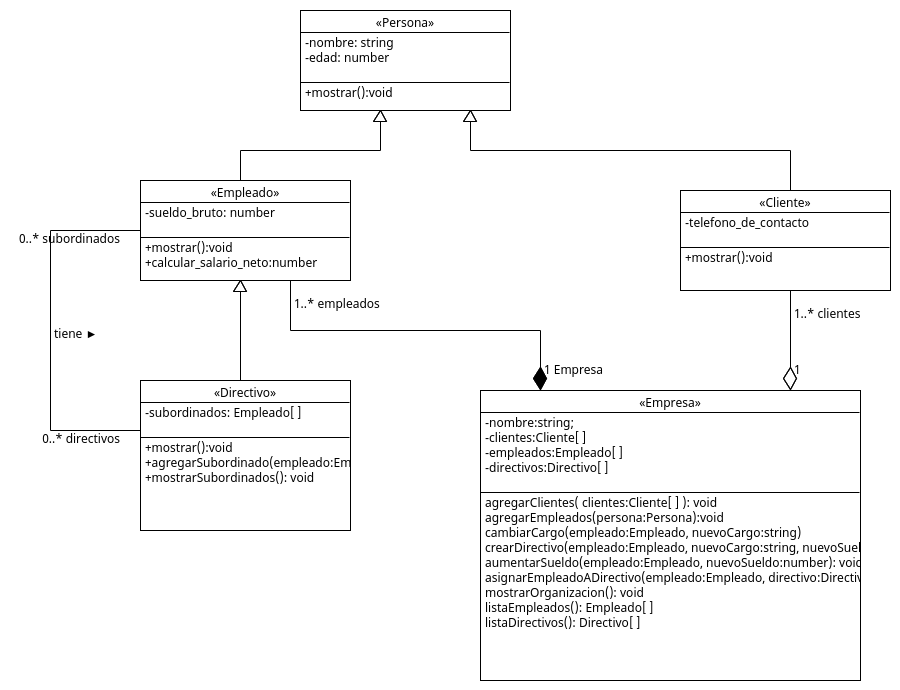 «Persona»
-nombre: string
-edad: number
+mostrar():void
«Empleado»
-sueldo_bruto: number
+mostrar():void
+calcular_salario_neto:number
«Cliente»
-telefono_de_contacto
+mostrar():void
0..* subordinados
tiene ►
0..* directivos
1..* empleados
1 Empresa
1..* clientes
1
«Directivo»
-subordinados: Empleado[ ]
+mostrar():void
+agregarSubordinado(empleado:Em
+mostrarSubordinados(): void
«Empresa»
-nombre:string;
-clientes:Cliente[ ]
-empleados:Empleado[ ]
-directivos:Directivo[ ]
agregarClientes( clientes:Cliente[ ] ): void
agregarEmpleados(persona:Persona):void
cambiarCargo(empleado:Empleado, nuevoCargo:string)
crearDirectivo(empleado:Empleado, nuevoCargo:string, nuevoSuel
aumentarSueldo(empleado:Empleado, nuevoSueldo:number): void
asignarEmpleadoADirectivo(empleado:Empleado, directivo:Directiv
mostrarOrganizacion(): void
listaEmpleados(): Empleado[ ]
listaDirectivos(): Directivo[ ]